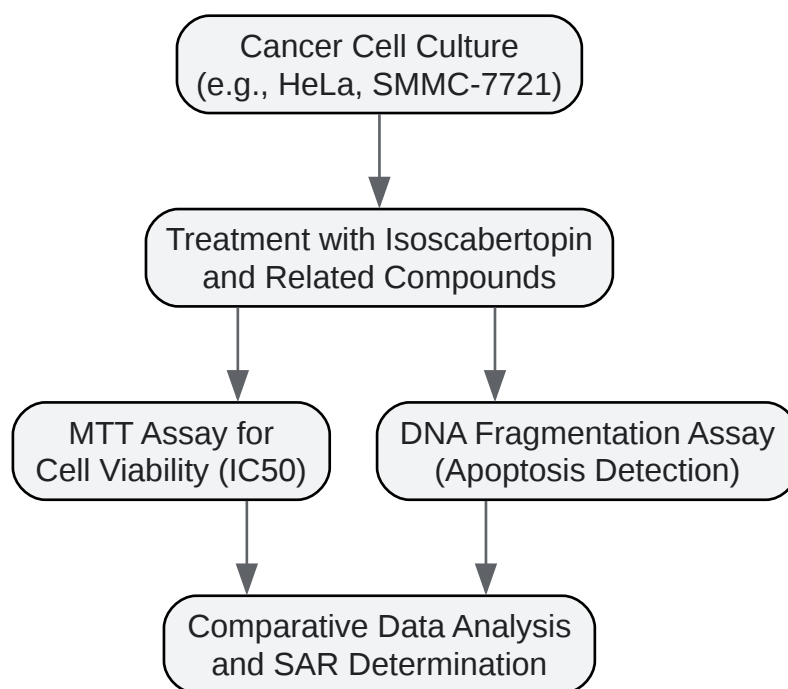 Cancer Cell Culture
(e.g., HeLa, SMMC-7721)
Treatment with Isoscabertopin
and Related Compounds
MTT Assay for
Cell Viability (IC50)
DNA Fragmentation Assay
(Apoptosis Detection)
Comparative Data Analysis
and SAR Determination